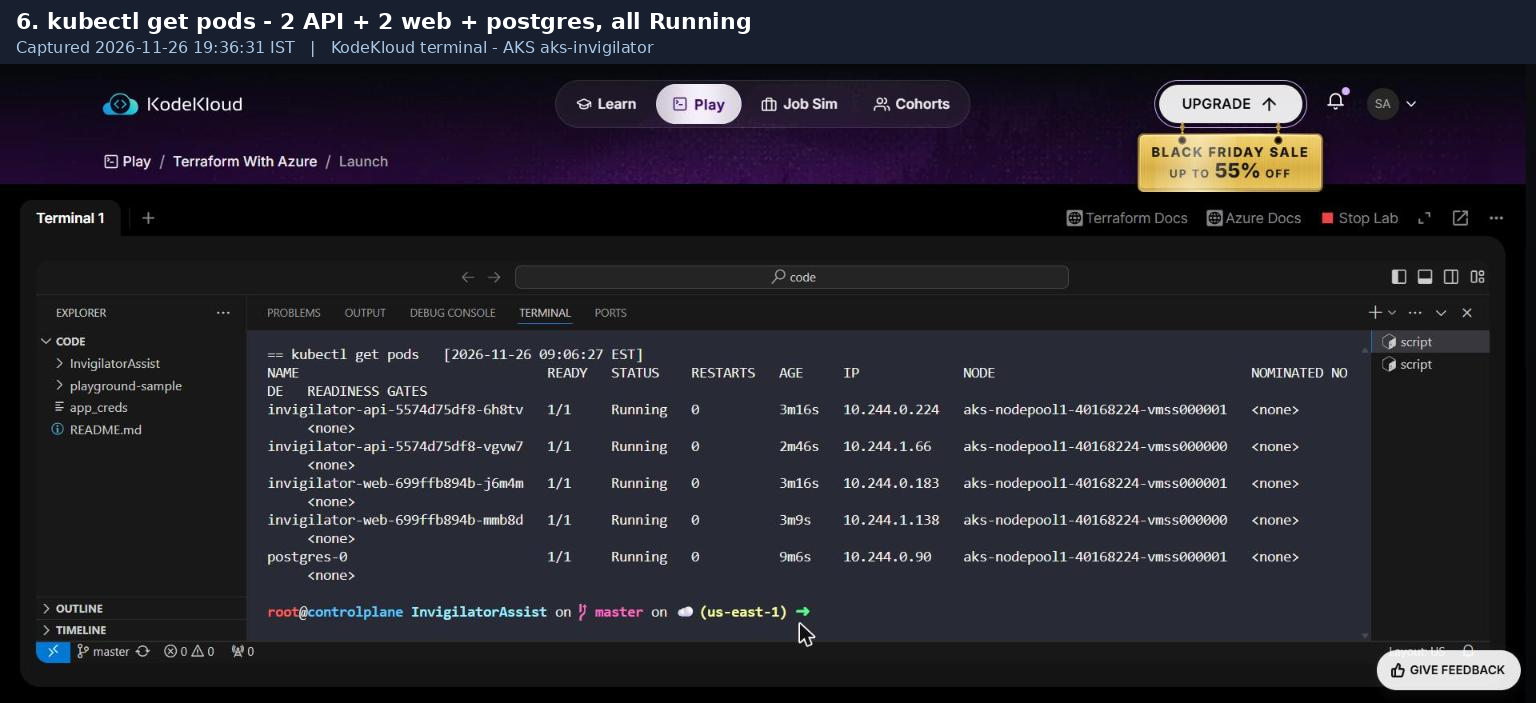 6. kubectl get pods - 2 API + 2 web + postgres, all Running
Captured 2026-11-26 19:36:31 IST | KodeKloud terminal - AKS aks-invigilator
KodeKloud
Learn Play Job Sim Cohorts
UPGRADE SA
Play / Terraform With Azure / Launch
BLACK FRIDAY SALE
UP TO 55% OFF
Terminal 1 +
Terraform Docs Azure Docs Stop Lab
code
EXPLORER
PROBLEMS OUTPUT DEBUG CONSOLE TERMINAL PORTS
CODE
InvigilatorAssist
playground-sample
app_creds
README.md
OUTLINE
TIMELINE
== kubectl get pods [2026-11-26 09:06:27 EST]
NAME READY STATUS RESTARTS AGE IP NODE NOMINATED NO
DE READINESS GATES
invigilator-api-5574d75df8-6h8tv 1/1 Running 0 3m16s 10.244.0.224 aks-nodepool1-40168224-vmss000001 <none>
<none>
invigilator-api-5574d75df8-vgvw7 1/1 Running 0 2m46s 10.244.1.66 aks-nodepool1-40168224-vmss000000 <none>
<none>
invigilator-web-699ffb894b-j6m4m 1/1 Running 0 3m16s 10.244.0.183 aks-nodepool1-40168224-vmss000001 <none>
<none>
invigilator-web-699ffb894b-mmb8d 1/1 Running 0 3m9s 10.244.1.138 aks-nodepool1-40168224-vmss000000 <none>
<none>
postgres-0 1/1 Running 0 9m6s 10.244.0.90 aks-nodepool1-40168224-vmss000001 <none>
<none>
root@controlplane InvigilatorAssist on master on (us-east-1) ➜
script
script
master 0 0 0
Layout: US
GIVE FEEDBACK